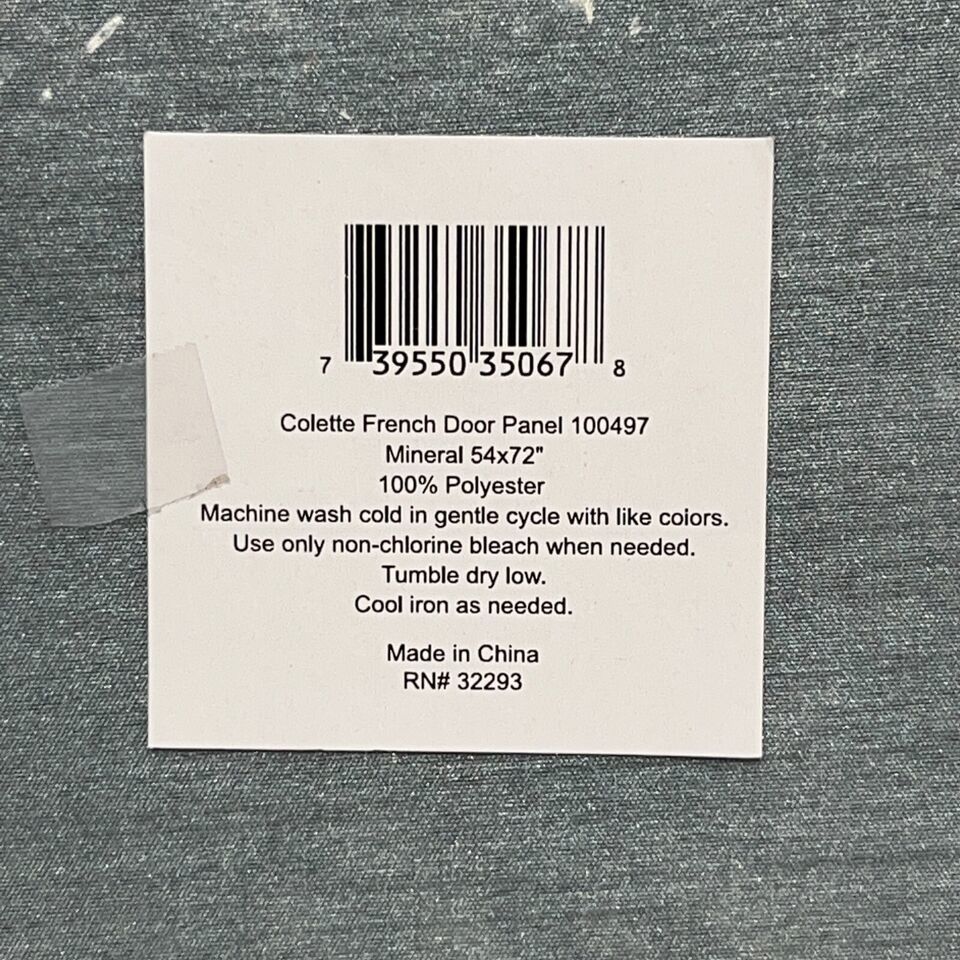 7 39550 35067 8
Colette French Door Panel 100497
Mineral 54x72"
100% Polyester
Machine wash cold in gentle cycle with like colors.
Use only non-chlorine bleach when needed.
Tumble dry low.
Cool iron as needed.
Made in China
RN# 32293